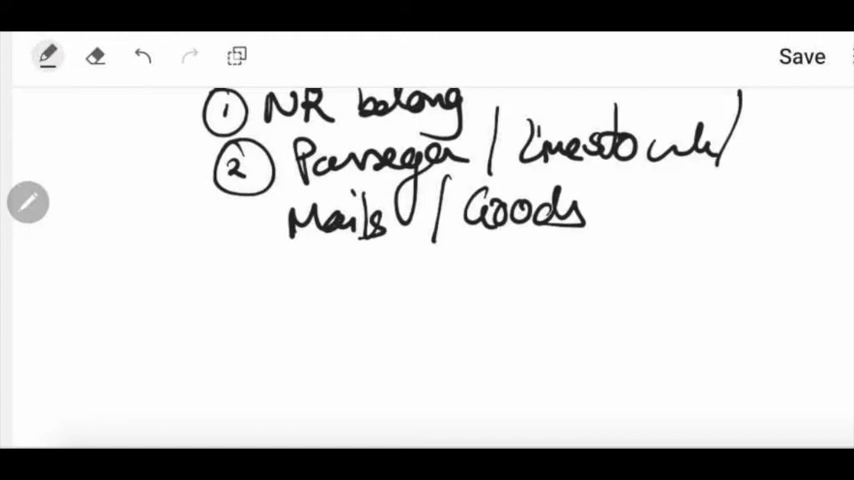 Save
① NR belong
② Passeger / Livestock /
Mails / Goods